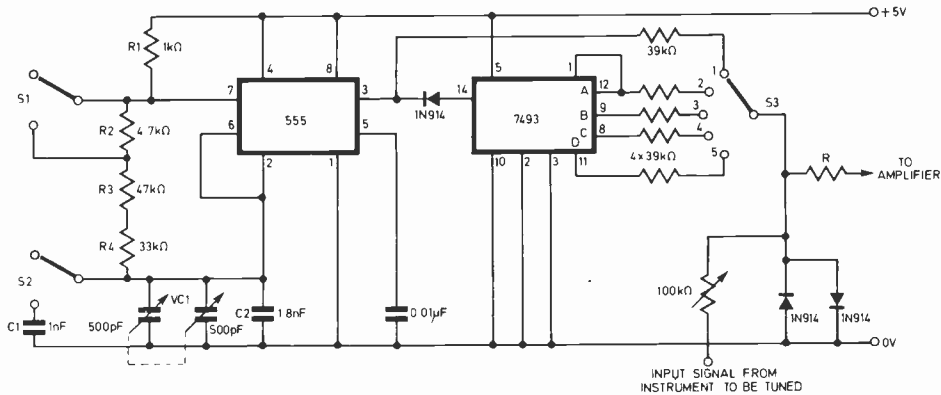 +5V
R1
1kΩ
39kΩ
4
8
5
1
1
S1
7
3
14
12
A
2
S3
R2
4.7kΩ
6
555
5
1N914
7493
B
9
3
C
8
4
R
TO
AMPLIFIER
D
2
1
10
2
3
11
4x39kΩ
5
R3
47kΩ
R4
33kΩ
S2
VC1
100kΩ
C1
1nF
500pF
500pF
C2
1.8nF
0.01μF
1N914
1N914
0V
INPUT SIGNAL FROM
INSTRUMENT TO BE TUNED